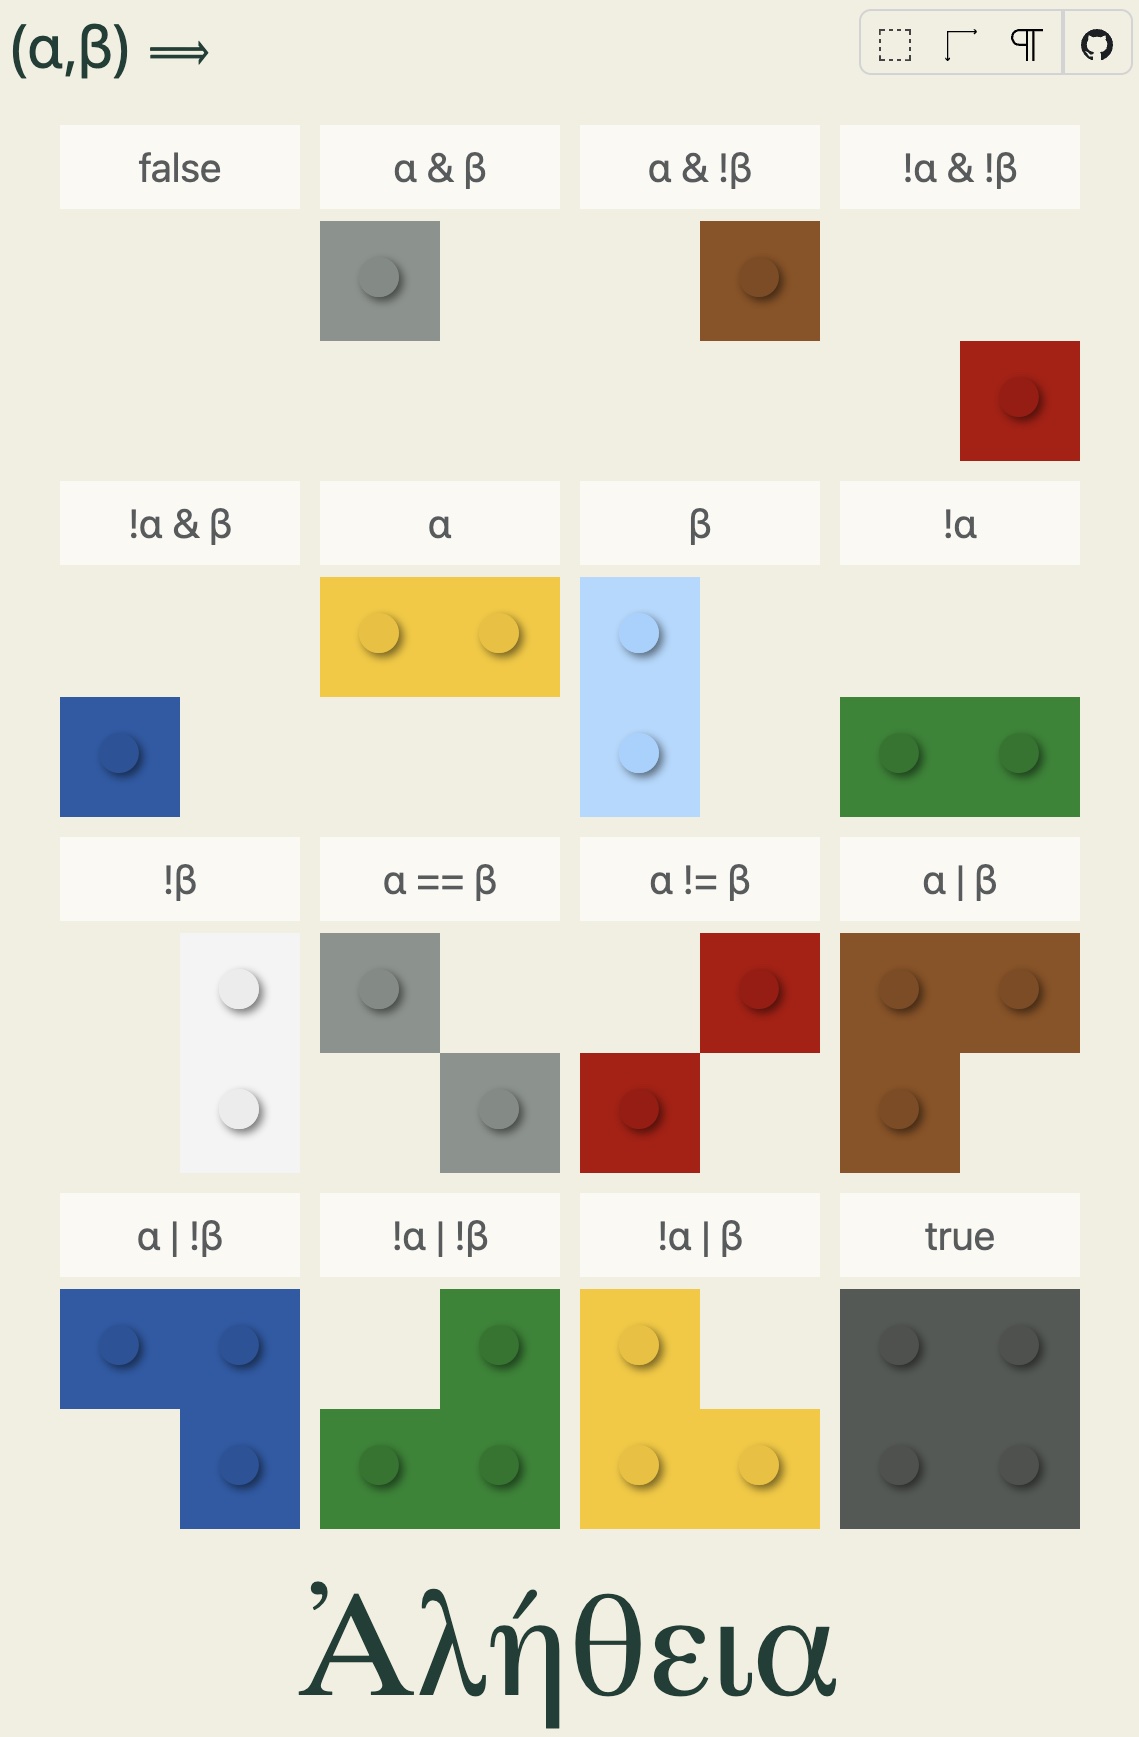 (α,β) ⟹ ¶
false α & β α & !β !α & !β
!α & β α β !α
!β α == β α != β α | β
α | !β !α | !β !α | β true
Ἀλήθεια